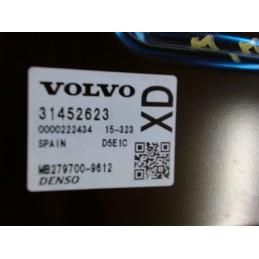 VOLVO
31452623
0000222434 15-323
SPAIN D5E1C
MB279700-9612
DENSO
XD